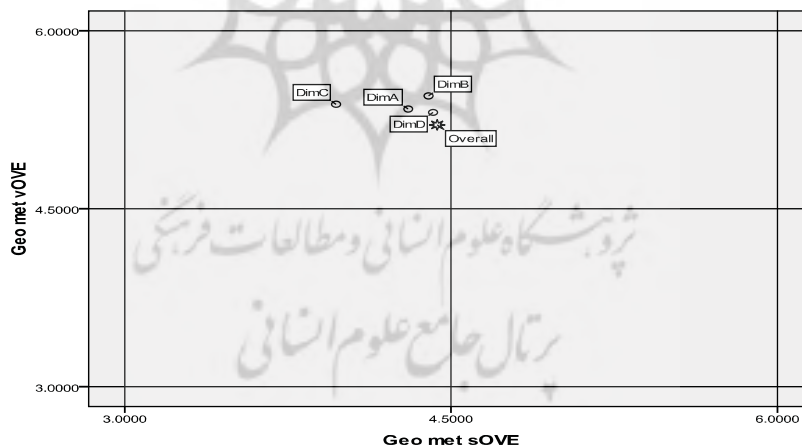 6.0000
DimB
DimC
DimA
DimD
Overall
Geo met vOVE
4.5000
پژوهشگاه علوم انسانی و مطالعات فرهنگی
پرتال جامع علوم انسانی
3.0000
3.0000 4.5000 6.0000
Geo met sOVE